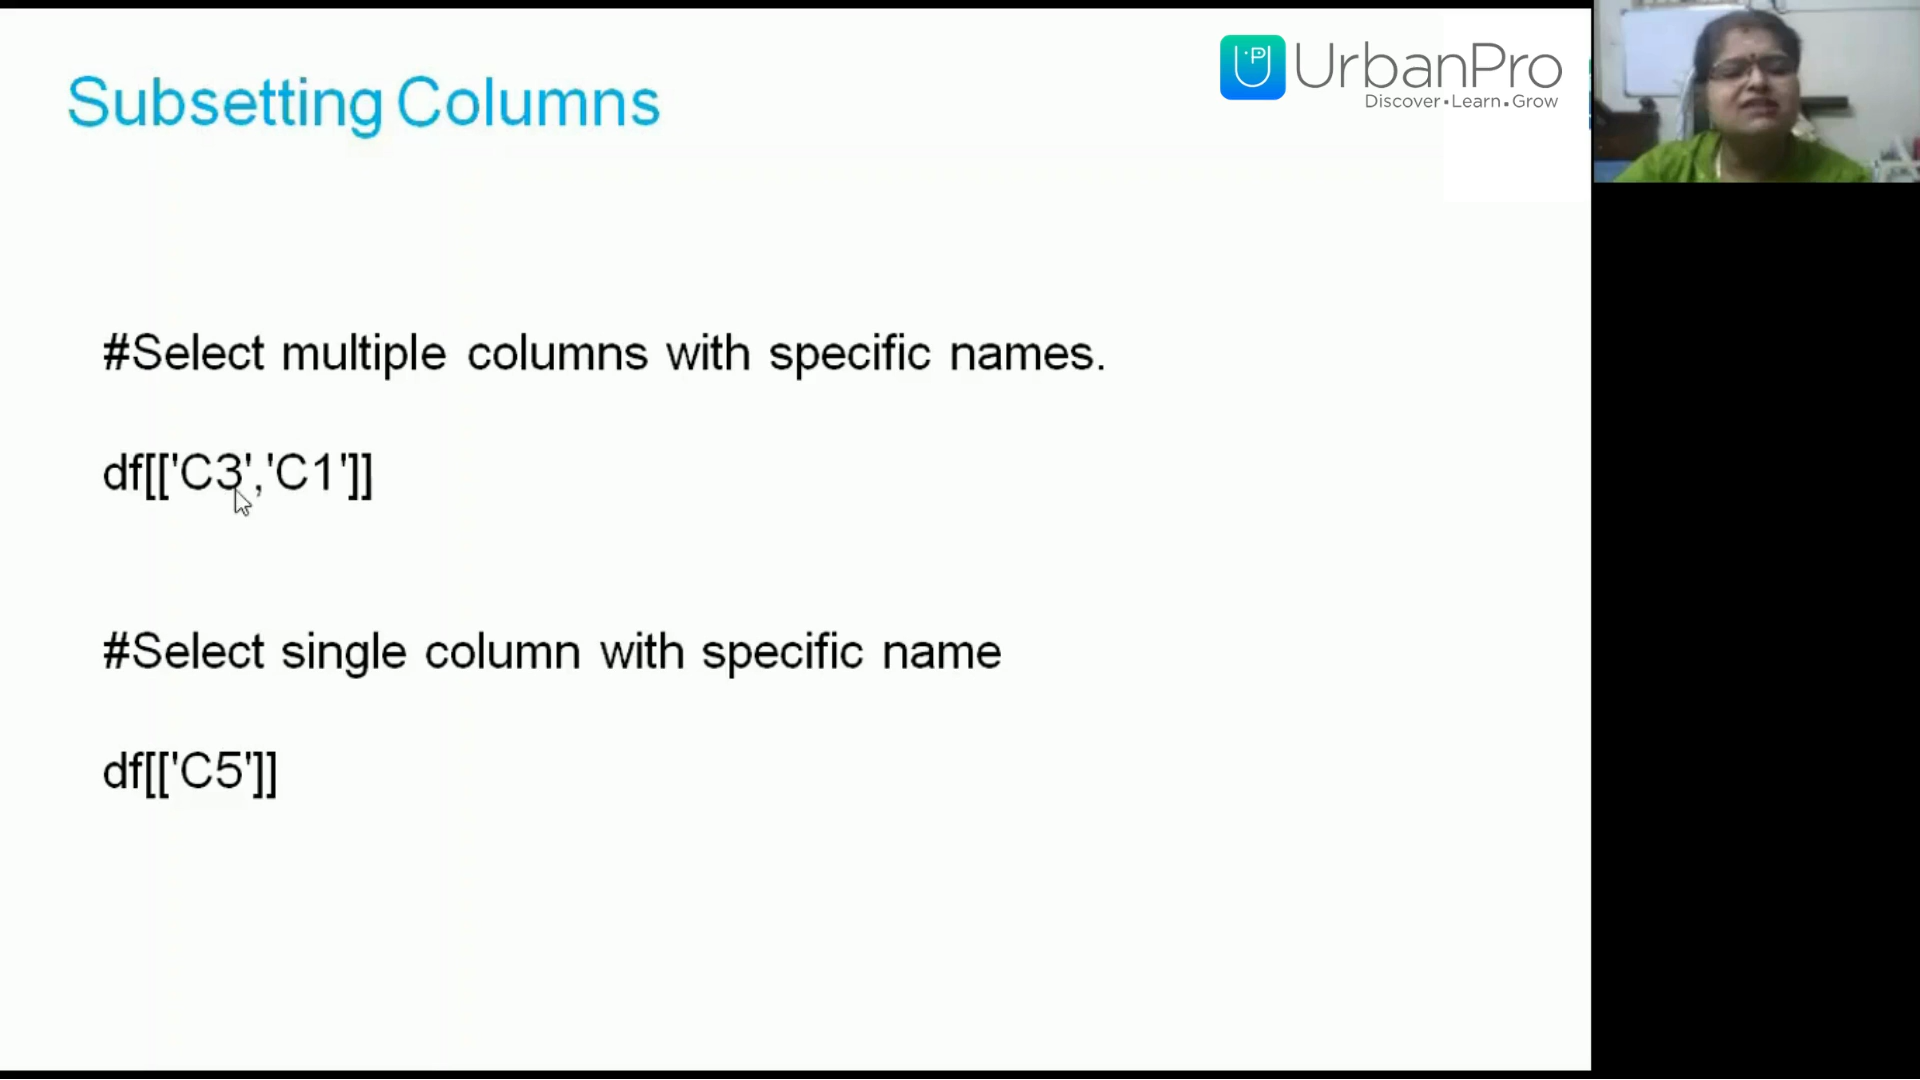 Subsetting Columns
UrbanPro
Discover▪Learn▪Grow
#Select multiple columns with specific names.
df[['C3','C1']]
#Select single column with specific name
df[['C5']]